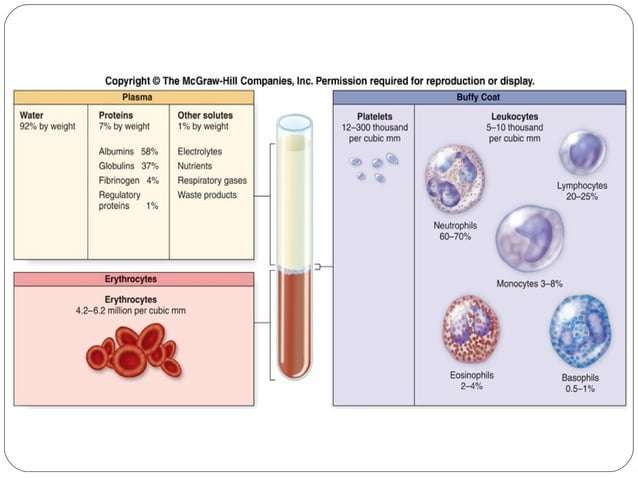 Copyright © The McGraw-Hill Companies, Inc. Permission required for reproduction or display.
Plasma
Water
92% by weight
Proteins
7% by weight
Albumins 58%
Globulins 37%
Fibrinogen 4%
Regulatory
proteins 1%
Other solutes
1% by weight
Electrolytes
Nutrients
Respiratory gases
Waste products
Erythrocytes
Erythrocytes
4.2–6.2 million per cubic mm
Buffy Coat
Platelets
12–300 thousand
per cubic mm
Leukocytes
5–10 thousand
per cubic mm
Lymphocytes
20–25%
Neutrophils
60–70%
Monocytes 3–8%
Eosinophils
2–4%
Basophils
0.5–1%